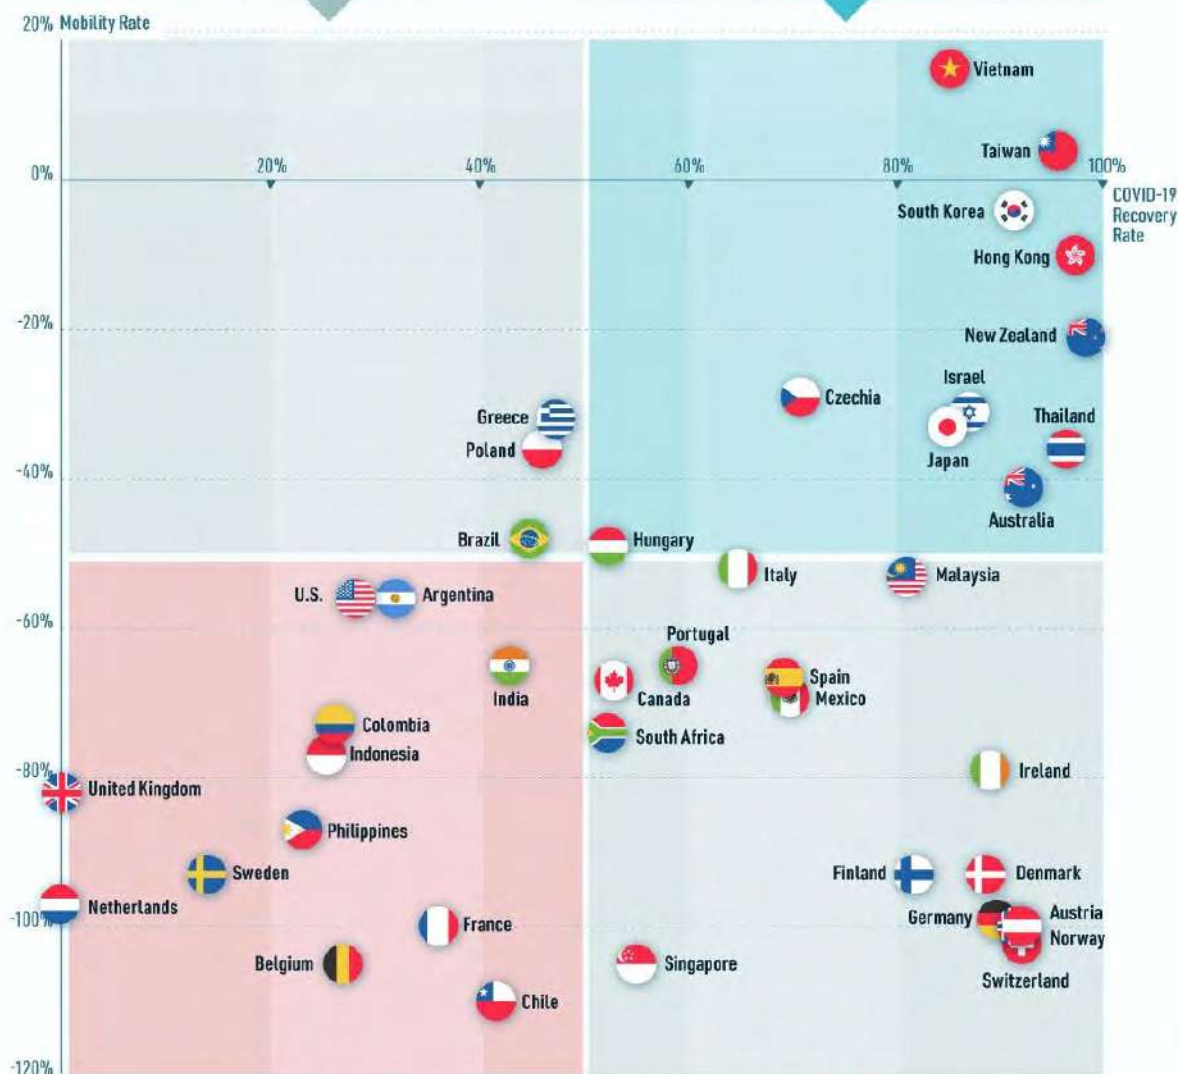 20% Mobility Rate
Vietnam
Taiwan
0%
20%
40%
60%
80%
100%
COVID-19
Recovery
Rate
South Korea
Hong Kong
-20%
New Zealand
Israel
Czechia
Thailand
Greece
Poland
Japan
-40%
Australia
Brazil
Hungary
Italy
Malaysia
U.S.
Argentina
-60%
Portugal
India
Canada
Spain
Mexico
Colombia
South Africa
Indonesia
Ireland
-80%
United Kingdom
Philippines
Sweden
Finland
Denmark
Netherlands
Germany
Austria
-100%
France
Norway
Belgium
Singapore
Switzerland
Chile
-120%